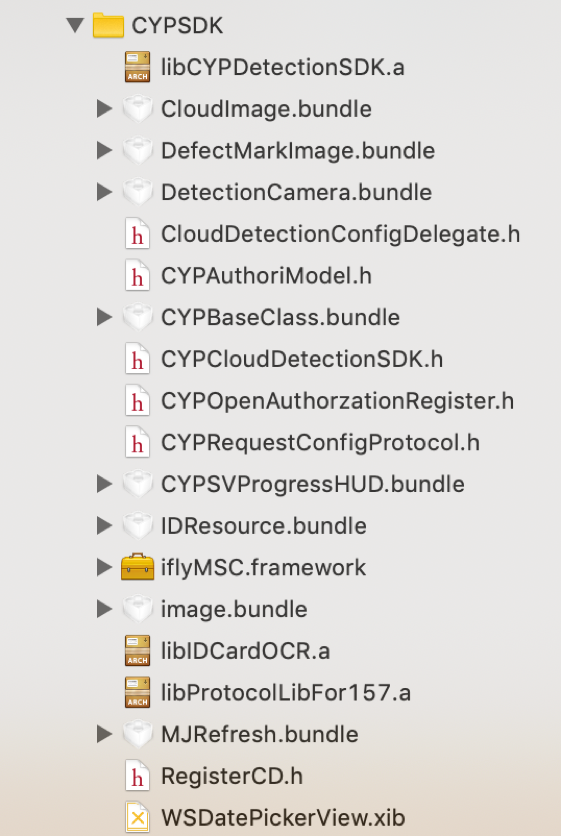 CYPSDK
libCYPDetectionSDK.a
CloudImage.bundle
DefectMarkImage.bundle
DetectionCamera.bundle
h CloudDetectionConfigDelegate.h
h CYPAuthoriModel.h
CYPBaseClass.bundle
h CYPCloudDetectionSDK.h
h CYPOpenAuthorzationRegister.h
h CYPRequestConfigProtocol.h
CYPSVProgressHUD.bundle
IDResource.bundle
iflyMSC.framework
image.bundle
ARCH libIDCardOCR.a
ARCH libProtocolLibFor157.a
MJRefresh.bundle
h RegisterCD.h
WSDatePickerView.xib